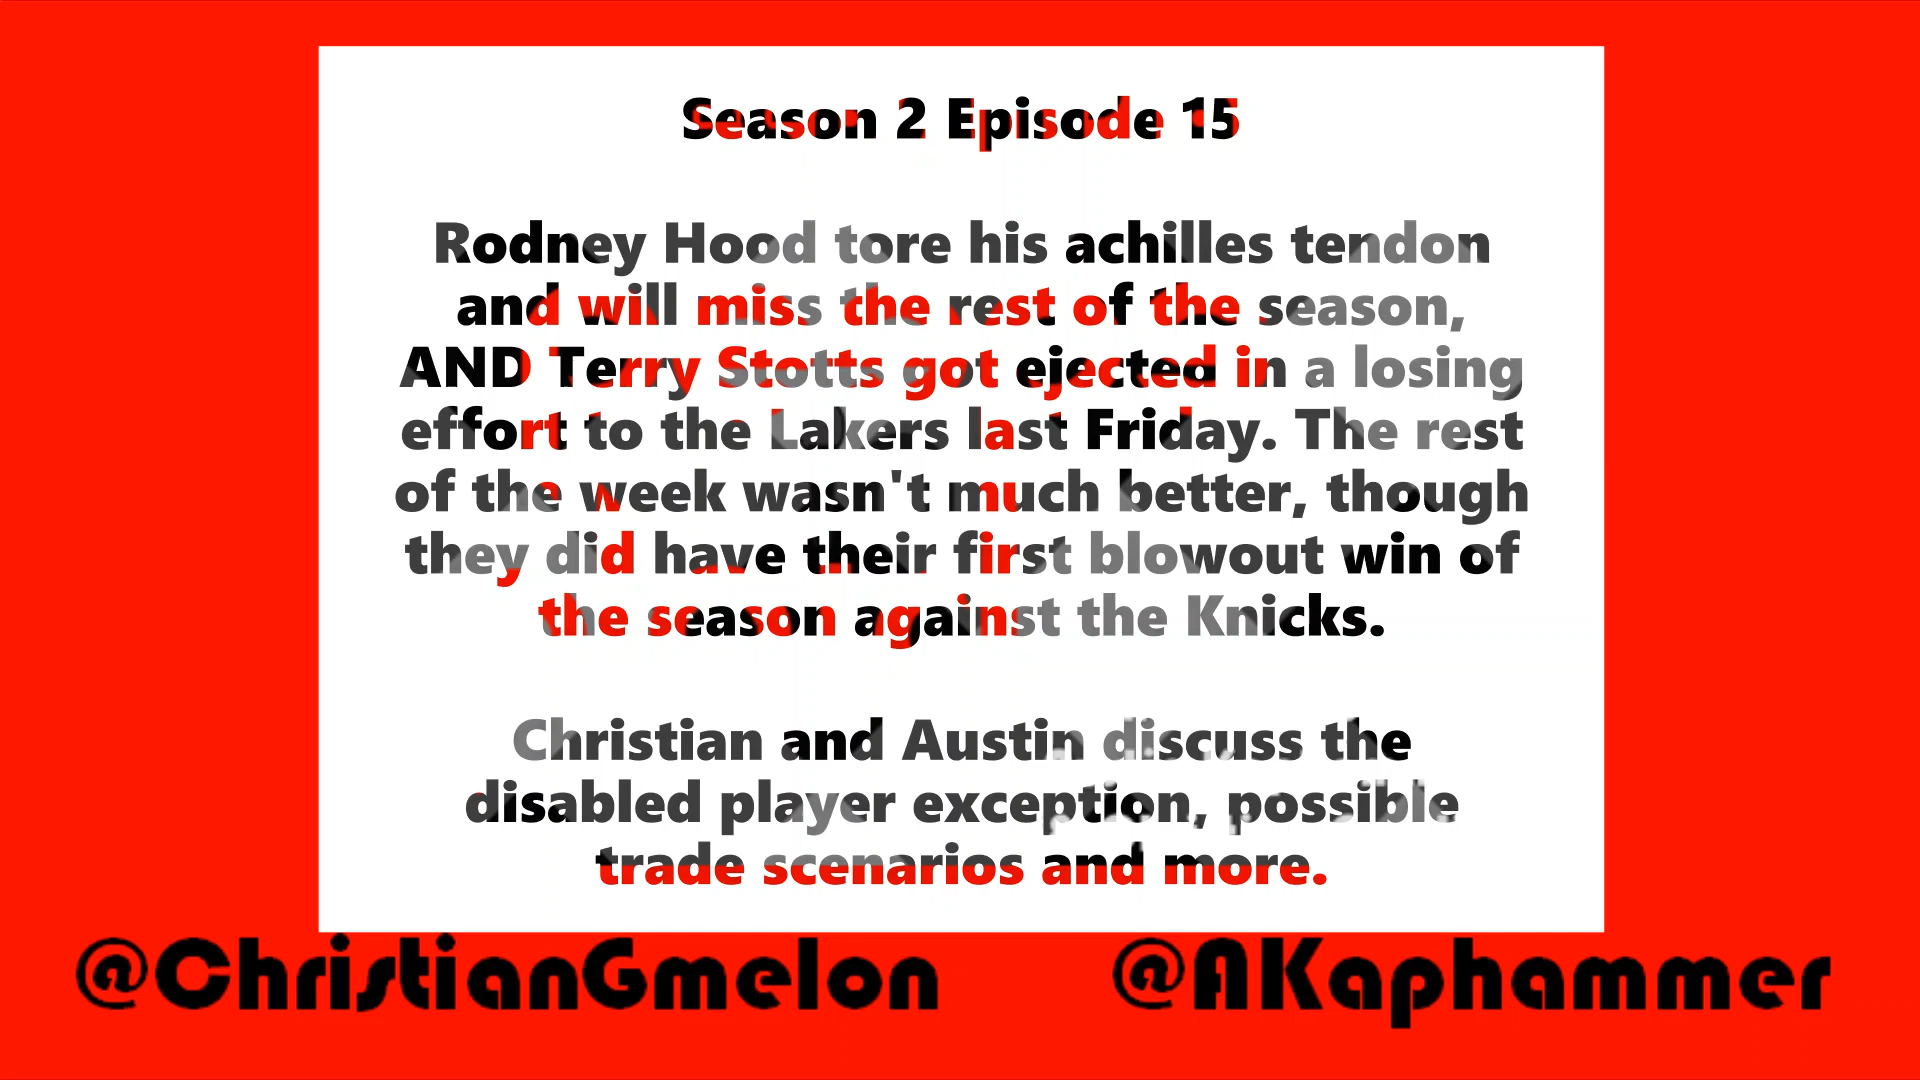 Season 2 Episode 15
Rodney Hood tore his achilles tendon
and will miss the rest of the season,
AND Terry Stotts got ejected in a losing
effort to the Lakers last Friday. The rest
of the week wasn't much better, though
they did have their first blowout win of
the season against the Knicks.
Christian and Austin discuss the
disabled player exception, possible
trade scenarios and more.
@ChristianGmelon @AKaphammer